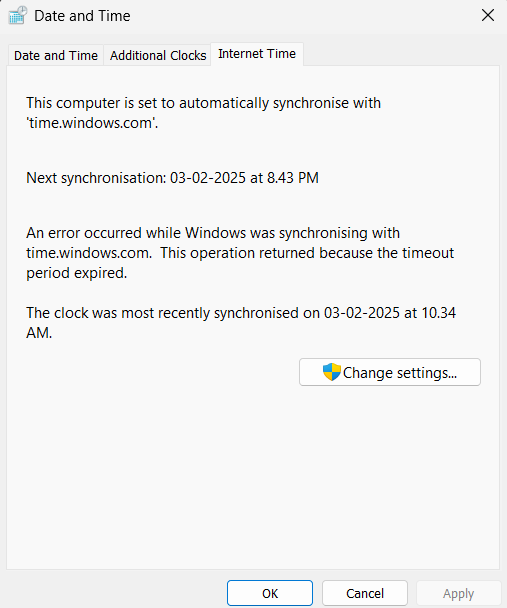 Date and Time
Date and Time
Additional Clocks
Internet Time
This computer is set to automatically synchronise with
'time.windows.com'.
Next synchronisation: 03-02-2025 at 8.43 PM
An error occurred while Windows was synchronising with
time.windows.com.  This operation returned because the timeout
period expired.
The clock was most recently synchronised on 03-02-2025 at 10.34
AM.
Change settings...
OK
Cancel
Apply